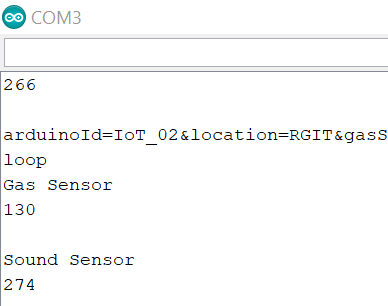 COM3
266
arduinoId=IoT_02&location=RGIT&gasS
loop
Gas Sensor
130
Sound Sensor
274